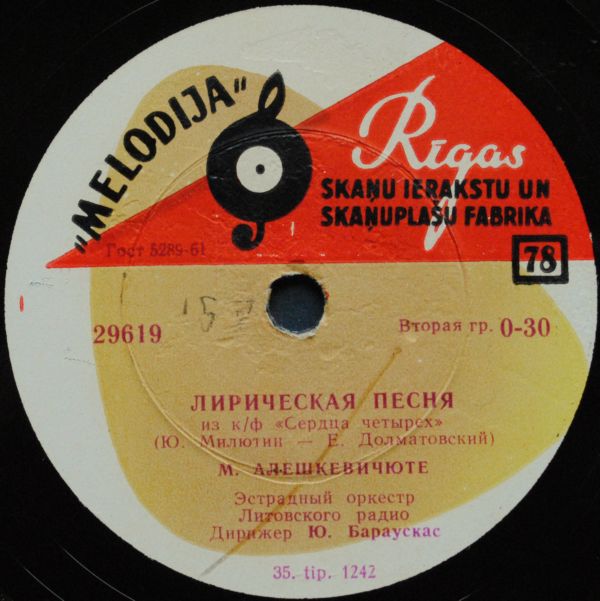 „MELODIJA"
Rīgas
SKAŅU IERAKSTU UN
SKAŅUPLAŠU FABRIKA
Гост 5289-61
78
29619
Вторая гр. 0-30
ЛИРИЧЕСКАЯ ПЕСНЯ
из к/ф «Сердца четырех»
(Ю. Милютин — Е. Долматовский)
М. АЛЕШКЕВИЧЮТЕ
Эстрадный оркестр
Литовского радио
Дирижер Ю. Бараускас
35. tip. 1242